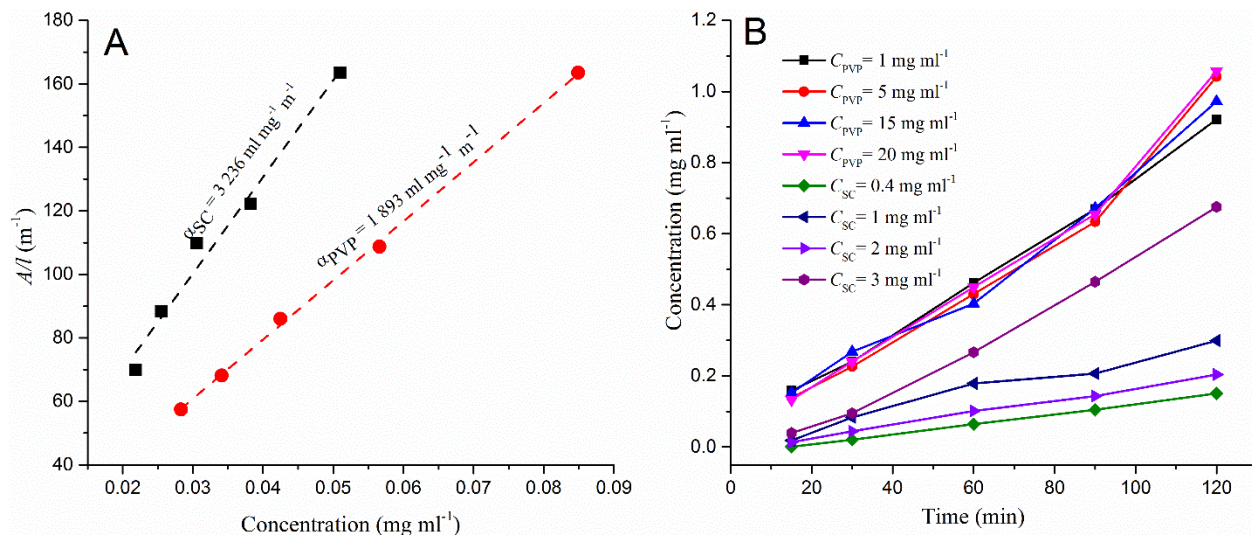 A
αSC = 3 236 ml mg⁻¹ m⁻¹
αPVP = 1 893 ml mg⁻¹ m⁻¹
A/l (m⁻¹)
180
160
140
120
100
80
60
40
0.02 0.03 0.04 0.05 0.06 0.07 0.08 0.09
Concentration (mg ml⁻¹)
B
CPVP= 1 mg ml⁻¹
CPVP= 5 mg ml⁻¹
CPVP= 15 mg ml⁻¹
CPVP= 20 mg ml⁻¹
CSC= 0.4 mg ml⁻¹
CSC= 1 mg ml⁻¹
CSC= 2 mg ml⁻¹
CSC= 3 mg ml⁻¹
Concentration (mg ml⁻¹)
1.2
1.0
0.8
0.6
0.4
0.2
0.0
0 20 40 60 80 100 120
Time (min)